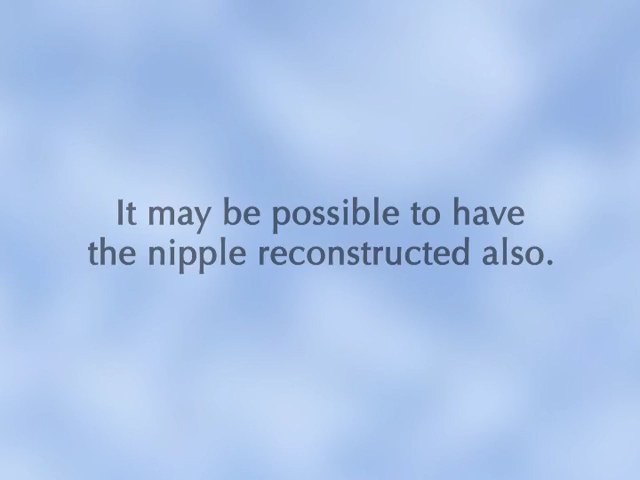 It may be possible to have
the nipple reconstructed also.